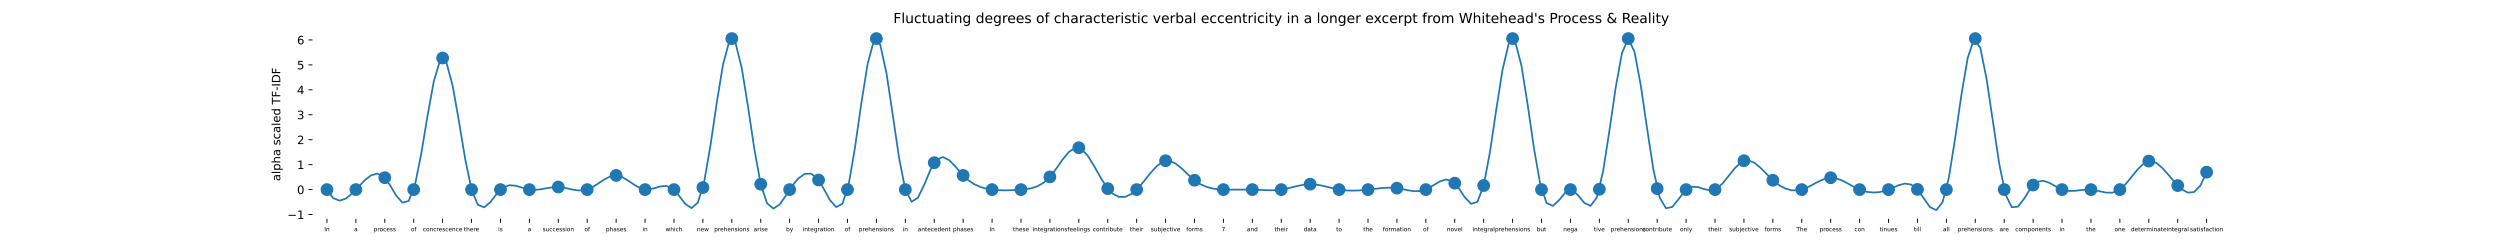 Fluctuating degrees of characteristic verbal eccentricity in a longer excerpt from Whitehead's Process & Reality
alpha scaled TF-IDF
6
5
4
3
2
1
0
−1
In a process of concrescence there is a succession of phases in which new prehensions arise by integration of prehensions in antecedent phases In these integrations feelings contribute their subjective forms 7 and their data to the formation of novel integral prehensions but nega tive prehensions contribute only their subjective forms The process con tinues till all prehensions are components in the one determinate integral satisfaction